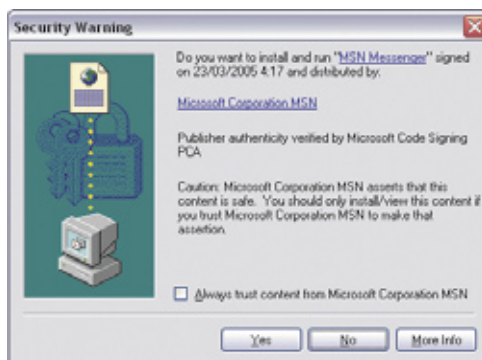 Security Warning
Do you want to install and run "MSN Messenger" signed
on 23/03/2005 4:17 and distributed by:
Microsoft Corporation MSN
Publisher authenticity verified by Microsoft Code Signing
PCA
Caution: Microsoft Corporation MSN asserts that this
content is safe. You should only install/view this content if
you trust Microsoft Corporation MSN to make that
assertion.
Always trust content from Microsoft Corporation MSN
Yes No More Info